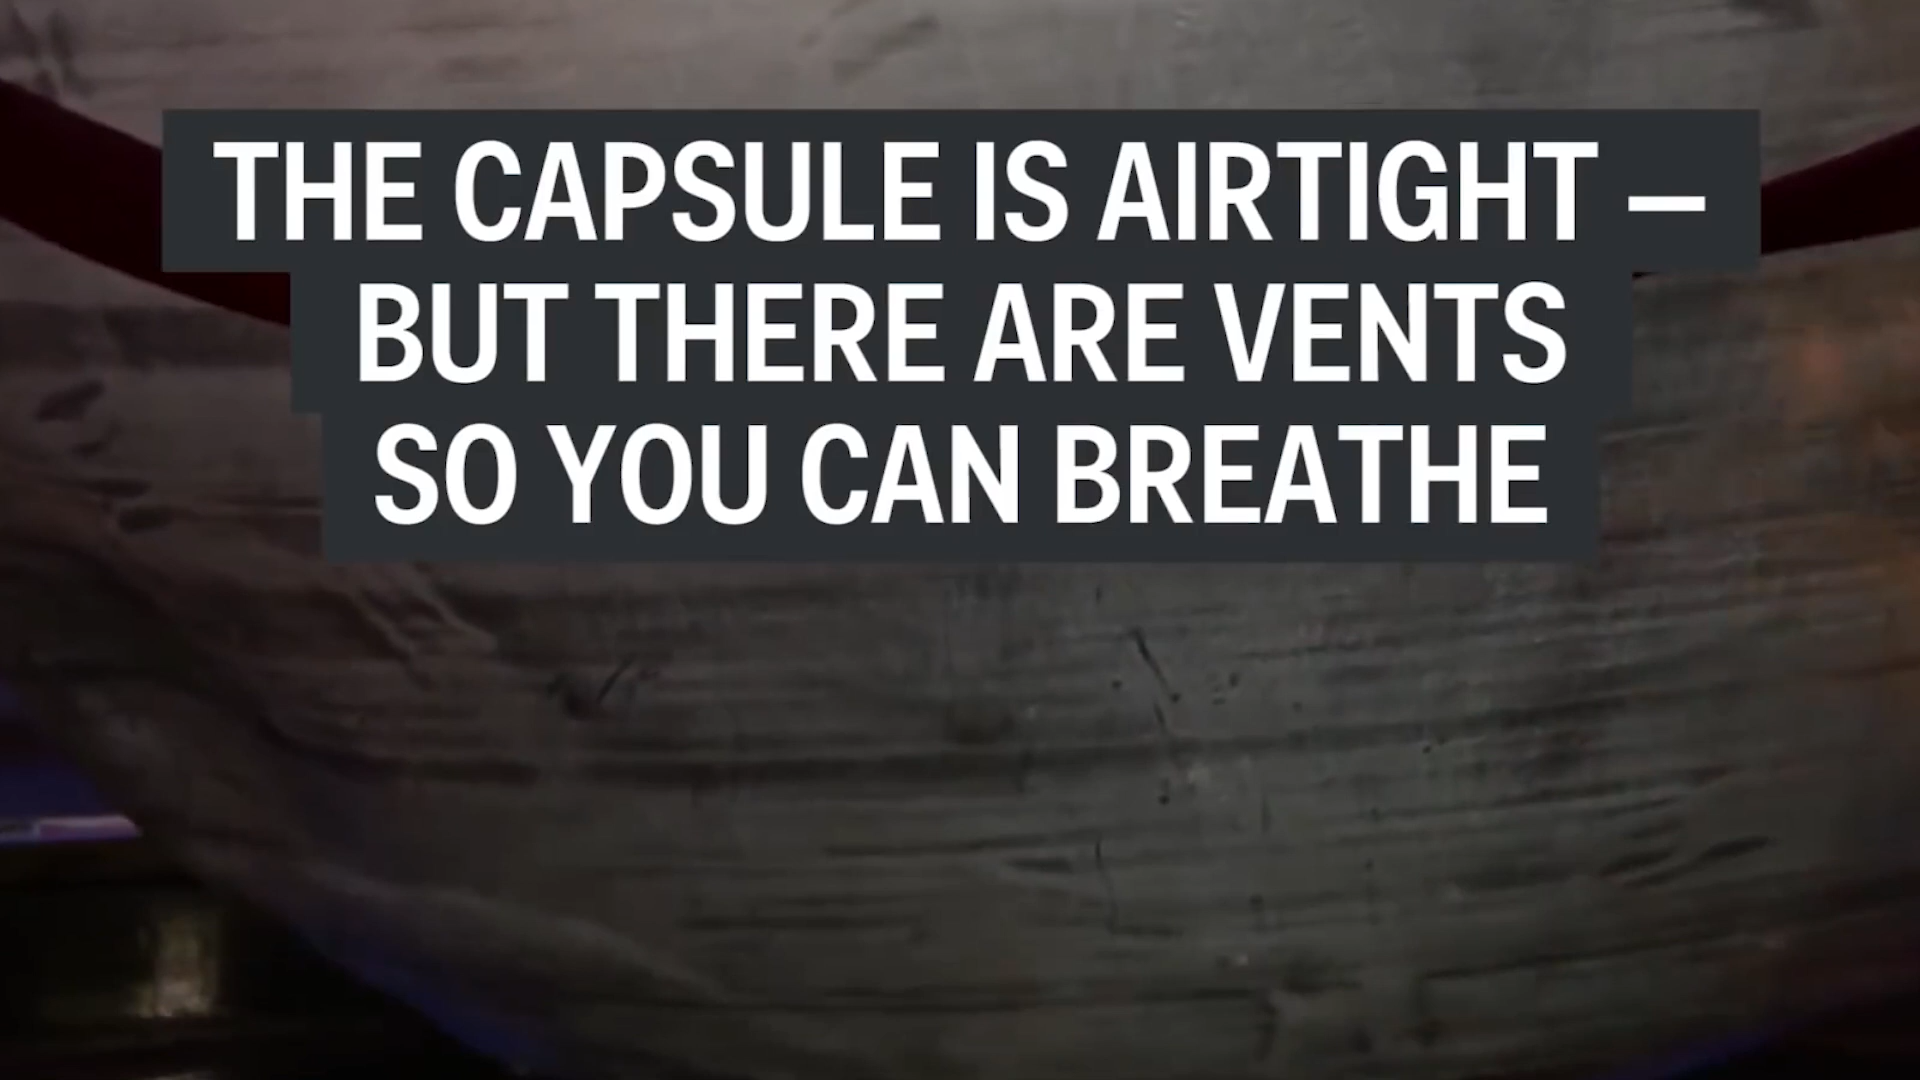 THE CAPSULE IS AIRTIGHT —
BUT THERE ARE VENTS
SO YOU CAN BREATHE